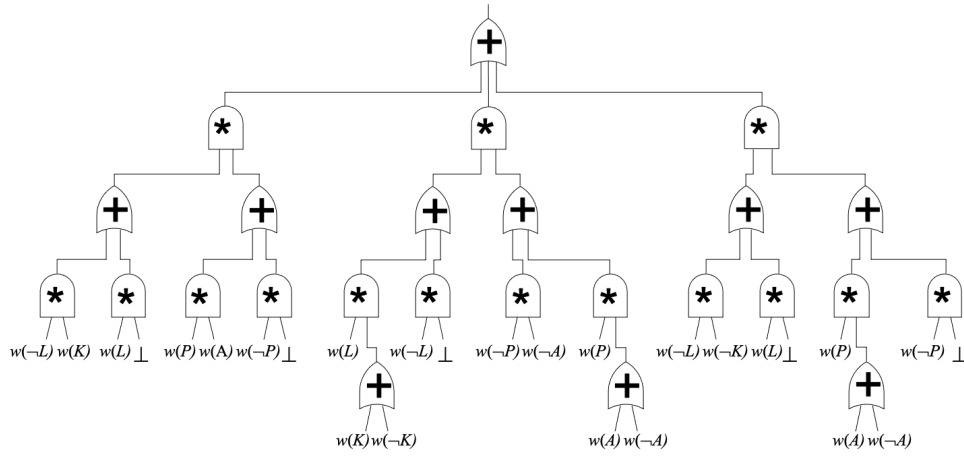 +
* * *
+ + + + + +
* * * * * * * * * * * *
w(¬L) w(K) w(L) ⊥ w(P) w(A) w(¬P) ⊥ w(L) w(¬L) ⊥ w(¬P) w(¬A) w(P) w(¬L) w(¬K) w(L) ⊥ w(P) w(¬P) ⊥
+ + +
w(K) w(¬K) w(A) w(¬A) w(A) w(¬A)